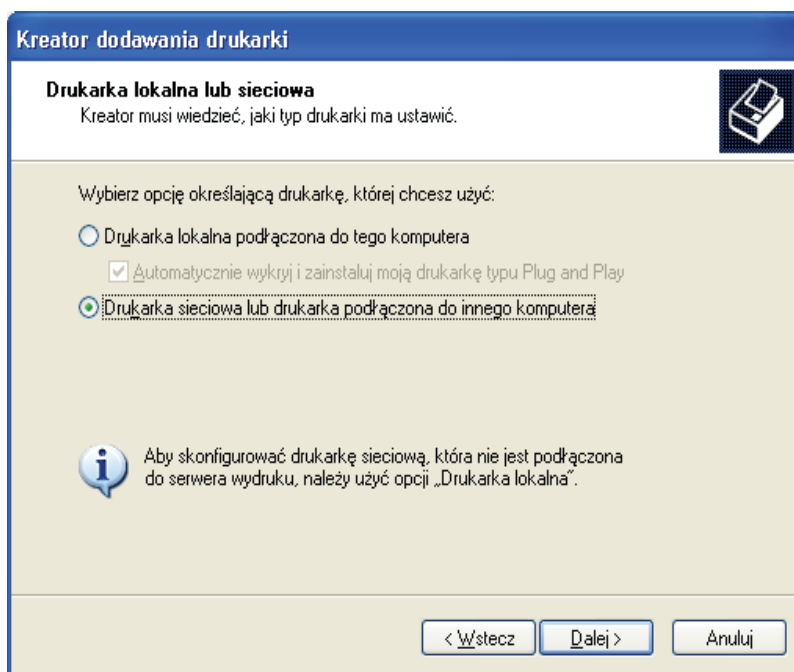 Kreator dodawania drukarki
Drukarka lokalna lub sieciowa
Kreator musi wiedzieć, jaki typ drukarki ma ustawić.
Wybierz opcję określającą drukarkę, której chcesz użyć:
Drukarka lokalna podłączona do tego komputera
Automatycznie wykryj i zainstaluj moją drukarkę typu Plug and Play
Drukarka sieciowa lub drukarka podłączona do innego komputera
Aby skonfigurować drukarkę sieciową, która nie jest podłączona
do serwera wydruku, należy użyć opcji „Drukarka lokalna”.
< Wstecz Dalej > Anuluj